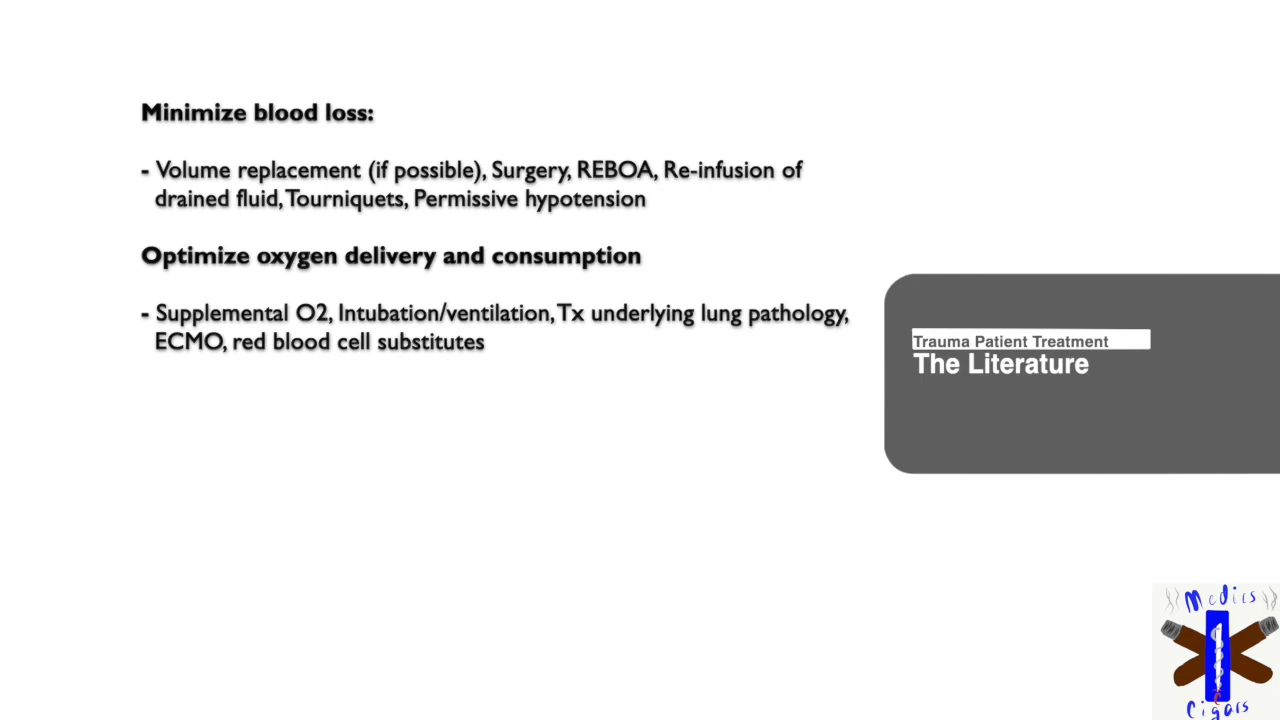 Minimize blood loss:
- Volume replacement (if possible), Surgery, REBOA, Re-infusion of
drained fluid, Tourniquets, Permissive hypotension
Optimize oxygen delivery and consumption
- Supplemental O2, Intubation/ventilation, Tx underlying lung pathology,
ECMO, red blood cell substitutes
Trauma Patient Treatment
The Literature
Medics
Cigars